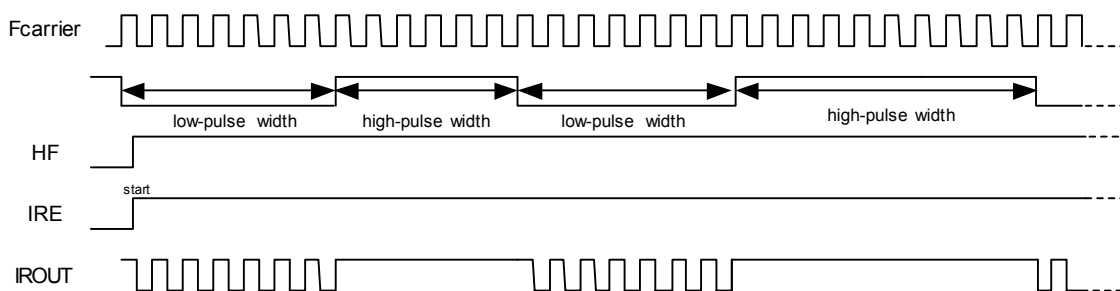 Fcarrier
low-pulse width
high-pulse width
low-pulse width
high-pulse width
HF
start
IRE
IROUT